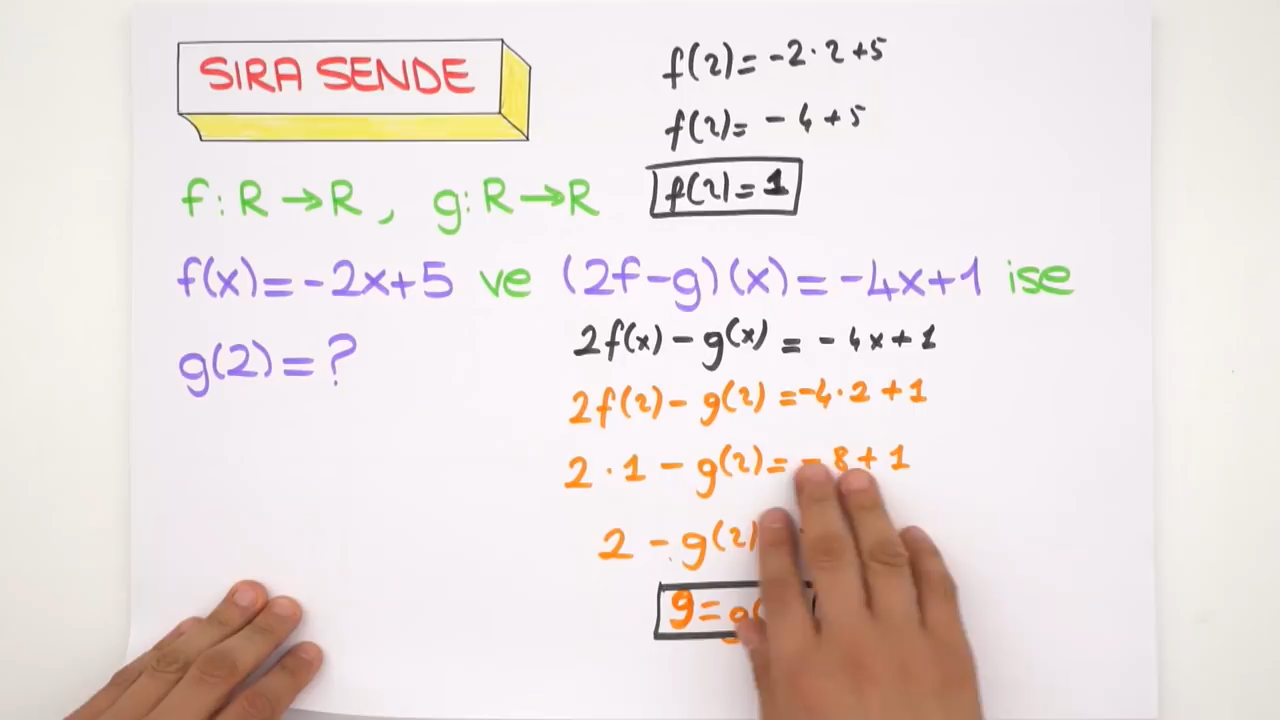 SIRA SENDE
f(2) = -2·2+5
f(2) = -4+5
f(2) = 1
f: R → R, g: R → R
f(x) = -2x+5 ve (2f-g)(x) = -4x+1 ise
g(2) = ?
2f(x) - g(x) = -4x+1
2f(2) - g(2) = -4·2+1
2·1 - g(2) = -8+1
2 - g(2)
9 = g(